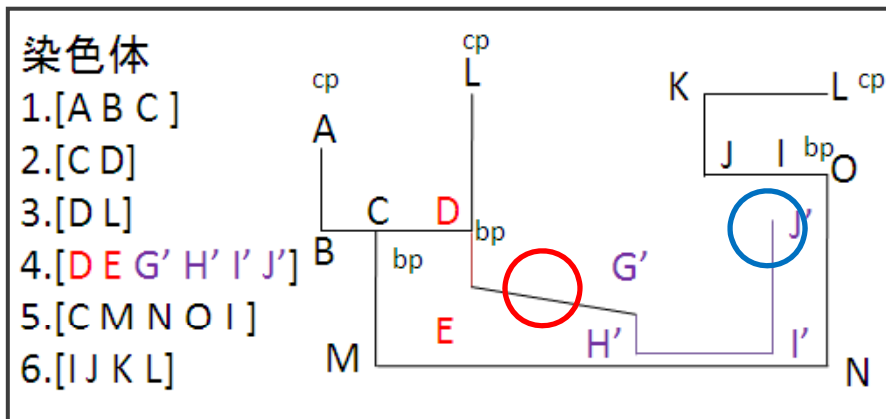 染色体
1.[A B C ]
2.[C D]
3.[D L]
4.[D E G’ H’ I’ J’]
5.[C M N O I ]
6.[I J K L]
cp
cp
L
K
L cp
A
J
I
bp
O
C
D
J’
B
bp
bp
G’
E
H’
I’
M
N